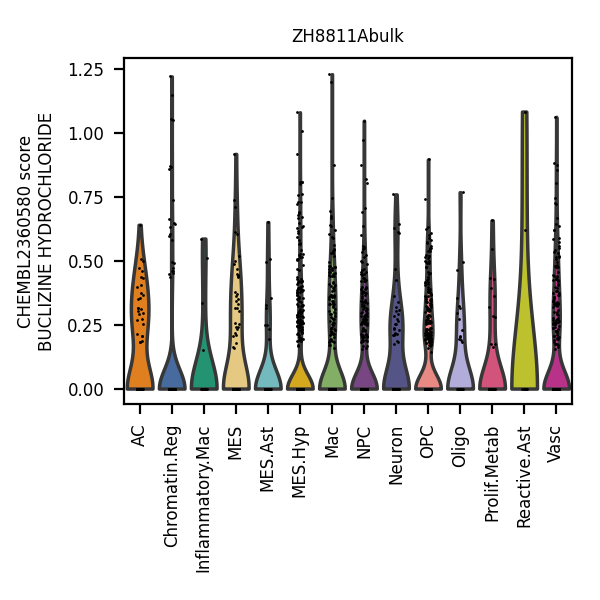 ZH8811Abulk
CHEMBL2360580 score
BUCLIZINE HYDROCHLORIDE
1.25
1.00
0.75
0.50
0.25
0.00
AC
Chromatin.Reg
Inflammatory.Mac
MES
MES.Ast
MES.Hyp
Mac
NPC
Neuron
OPC
Oligo
Prolif.Metab
Reactive.Ast
Vasc